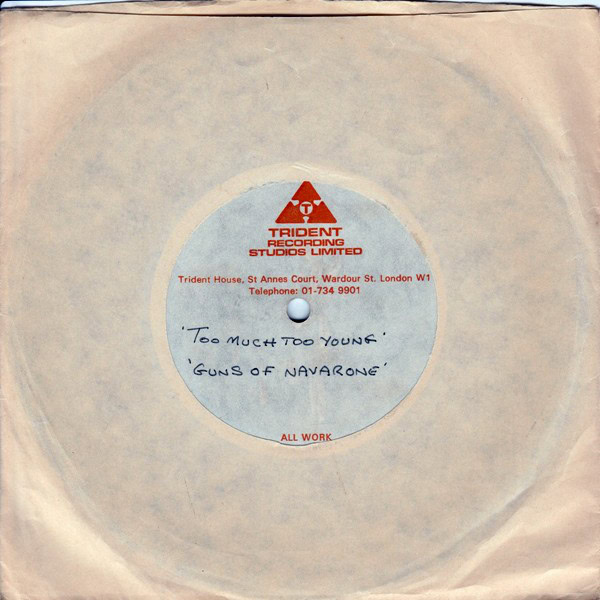 T
TRIDENT
RECORDING
STUDIOS LIMITED
Trident House, St Annes Court, Wardour St. London W1
Telephone: 01-734 9901
'TOO MUCH TOO YOUNG'
'GUNS OF NAVARONE'
ALL WORK